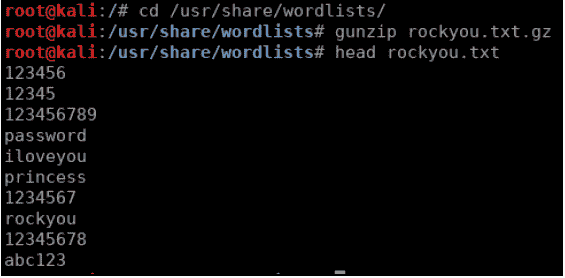 root@kali:/# cd /usr/share/wordlists/
root@kali:/usr/share/wordlists# gunzip rockyou.txt.gz
root@kali:/usr/share/wordlists# head rockyou.txt
123456
12345
123456789
password
iloveyou
princess
1234567
rockyou
12345678
abc123